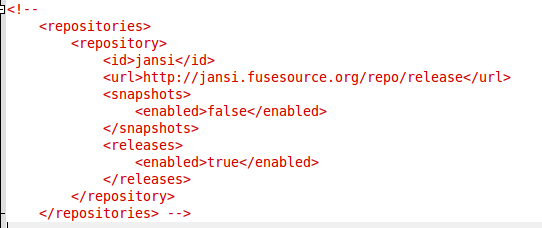 <!--
    <repositories>
        <repository>
            <id>jansi</id>
            <url>http://jansi.fusesource.org/repo/release</url>
            <snapshots>
                <enabled>false</enabled>
            </snapshots>
            <releases>
                <enabled>true</enabled>
            </releases>
        </repository>
    </repositories> -->